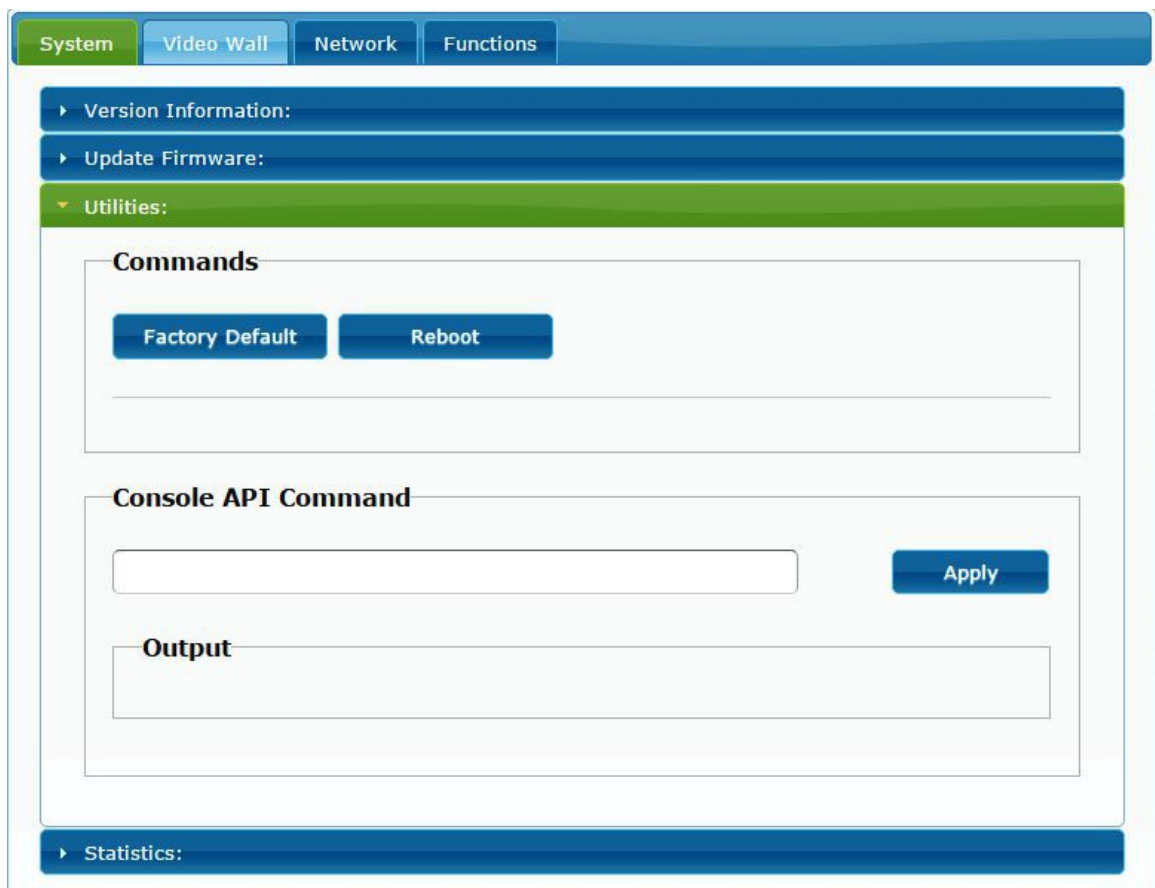 System Video Wall Network Functions
Version Information:
Update Firmware:
Utilities:
Commands
Factory Default Reboot
Console API Command
Apply
Output
Statistics: